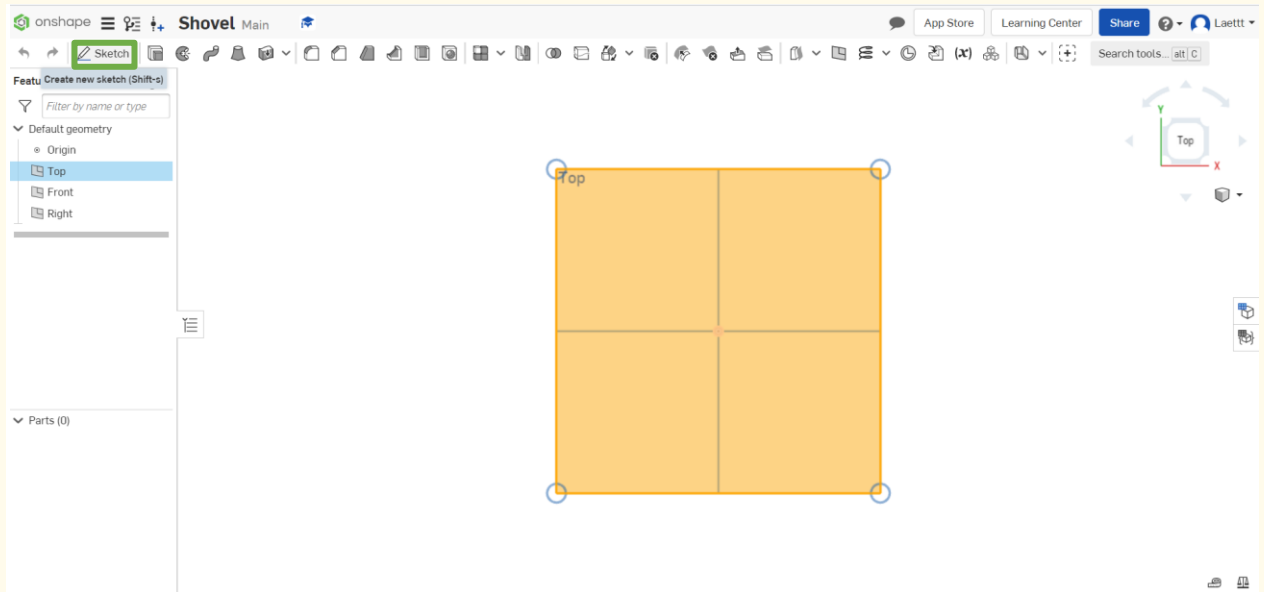 onshape Shovel Main App Store Learning Center Share Laettt
Sketch Search tools... alt C
Featu Create new sketch (Shift-s)
Filter by name or type
Default geometry
Origin
Top
Front
Right
Parts (0)
Top
Y
Top
X